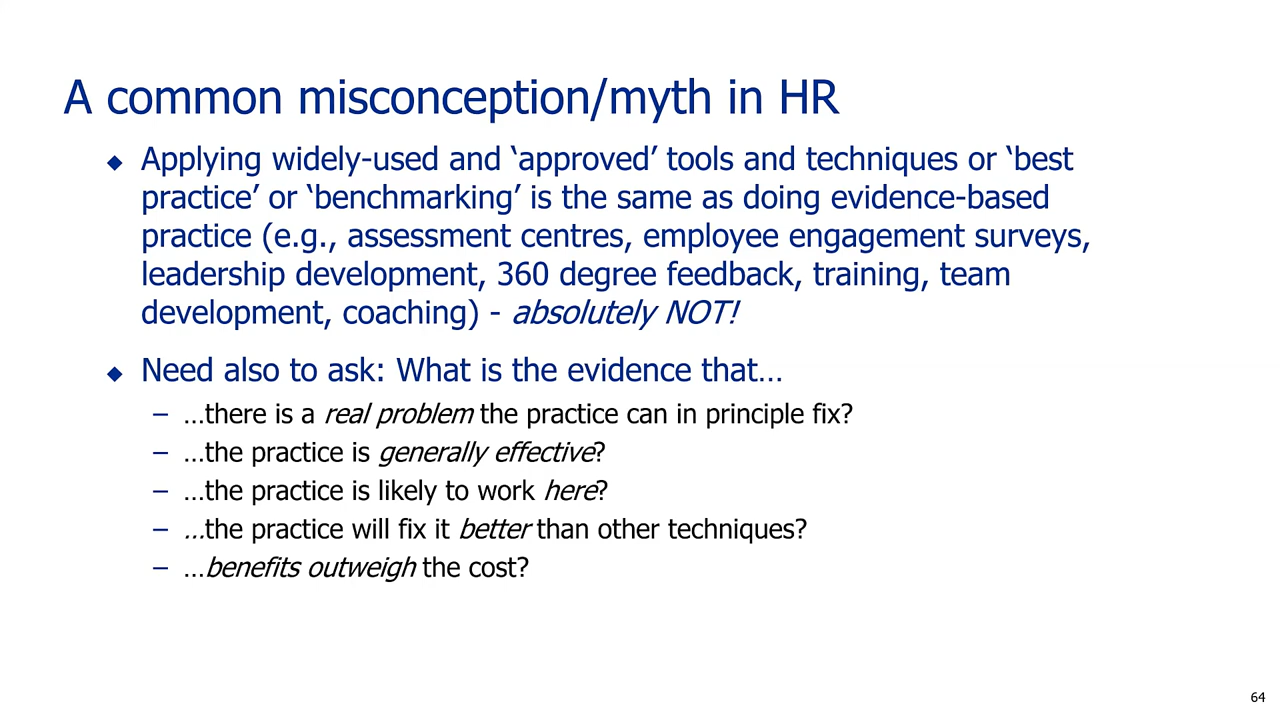 A common misconception/myth in HR
◆ Applying widely-used and ‘approved’ tools and techniques or ‘best
practice’ or ‘benchmarking’ is the same as doing evidence-based
practice (e.g., assessment centres, employee engagement surveys,
leadership development, 360 degree feedback, training, team
development, coaching) - absolutely NOT!
◆ Need also to ask: What is the evidence that…
– …there is a real problem the practice can in principle fix?
– …the practice is generally effective?
– …the practice is likely to work here?
– …the practice will fix it better than other techniques?
– …benefits outweigh the cost?
64